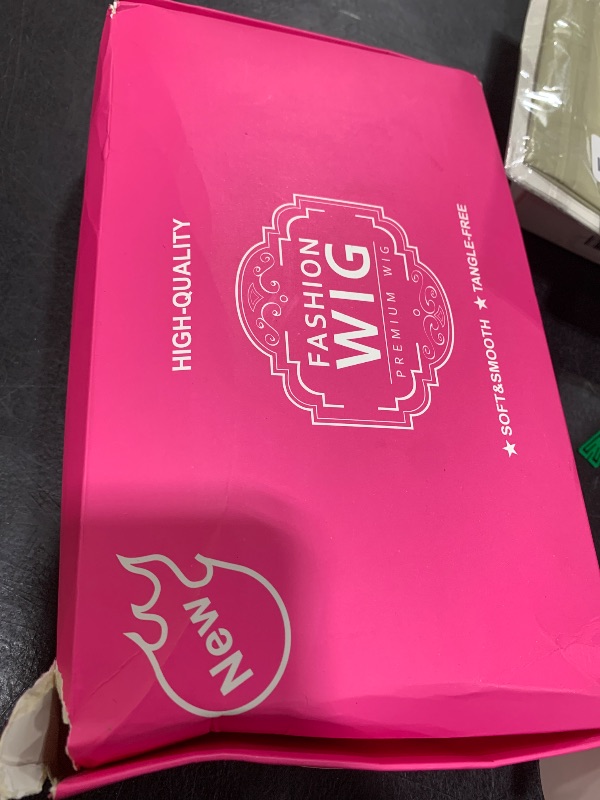 HIGH-QUALITY
FASHION
WIG
PREMIUM WIG
★ SOFT&SMOOTH ★ TANGLE-FREE
New